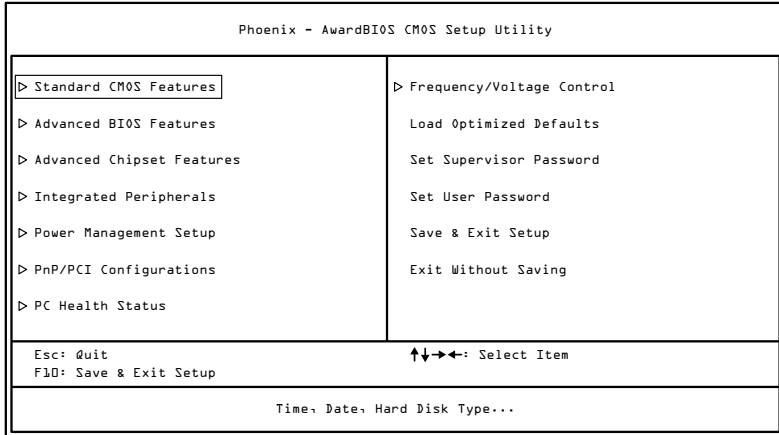 Phoenix - AwardBIOS CMOS Setup Utility
▷ Standard CMOS Features
▷ Advanced BIOS Features
▷ Advanced Chipset Features
▷ Integrated Peripherals
▷ Power Management Setup
▷ PnP/PCI Configurations
▷ PC Health Status
▷ Frequency/Voltage Control
Load Optimized Defaults
Set Supervisor Password
Set User Password
Save & Exit Setup
Exit Without Saving
Esc: Quit
F10: Save & Exit Setup
↑↓→←: Select Item
Time, Date, Hard Disk Type...